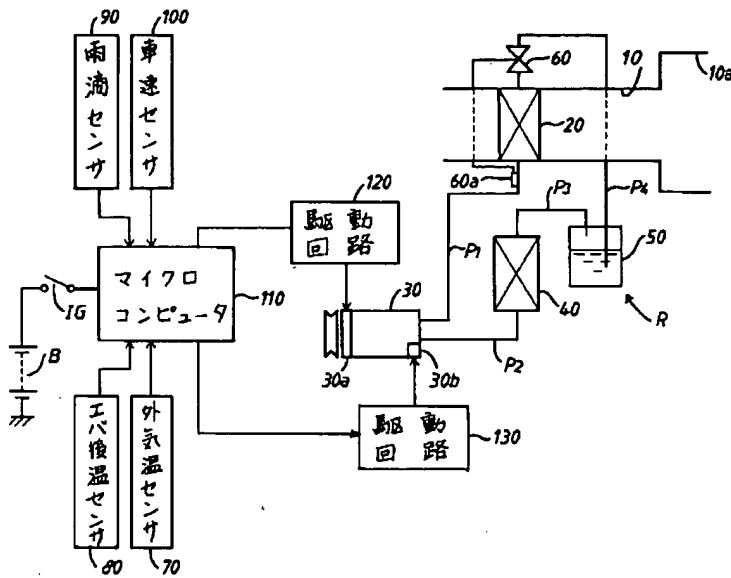 90
100
雨滴センサ
車速センサ
60
10
10a
20
60a
120
駆動
回路
P3
P4
50
P1
マイクロ
コンピュータ
110
IG
30
40
R
B
30a
30b
P2
エバ後温センサ
外気温センサ
駆動
回路
130
80
70